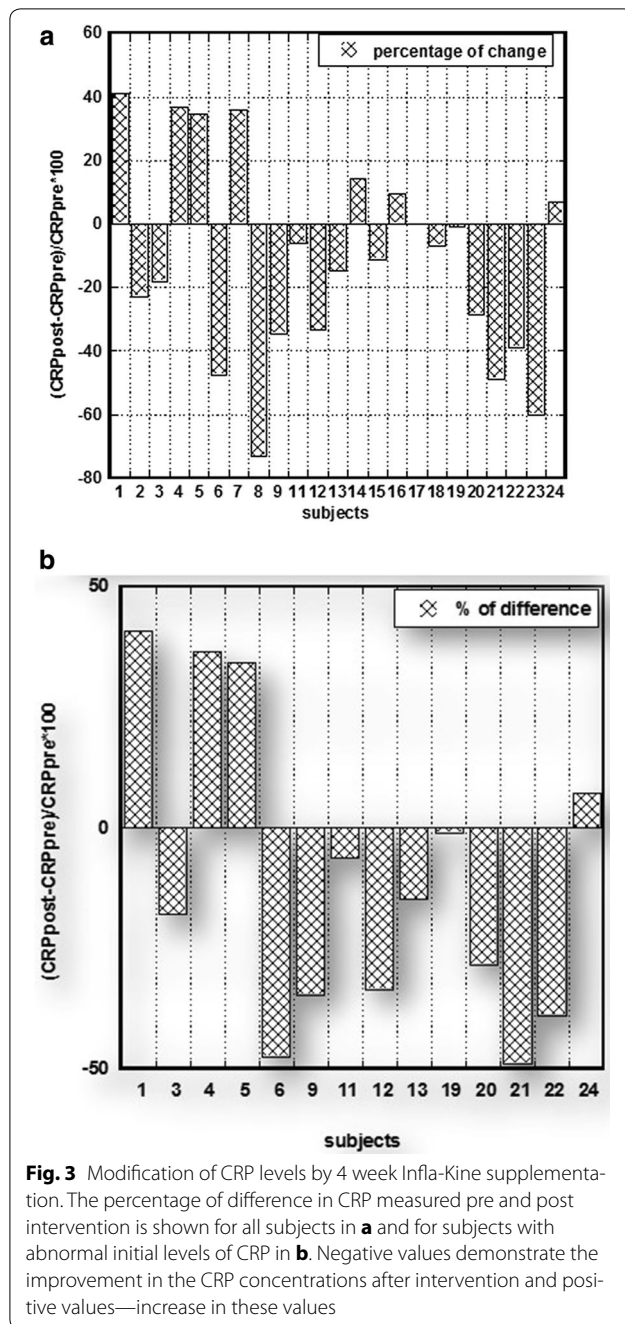 a
60
percentage of change
40
20
0
-20
-40
-60
-80
(CRPpost-CRPpre)/CRPpre*100
1 2 3 4 5 6 7 8 9 11 12 13 14 15 16 17 18 19 20 21 22 23 24
subjects
b
50
% of difference
0
-50
(CRPpost-CRPpre)/CRPpre*100
1 3 4 5 6 9 11 12 13 19 20 21 22 24
subjects
Fig. 3 Modification of CRP levels by 4 week Infla-Kine supplementa-
tion. The percentage of difference in CRP measured pre and post
intervention is shown for all subjects in a and for subjects with
abnormal initial levels of CRP in b. Negative values demonstrate the
improvement in the CRP concentrations after intervention and posi-
tive values—increase in these values